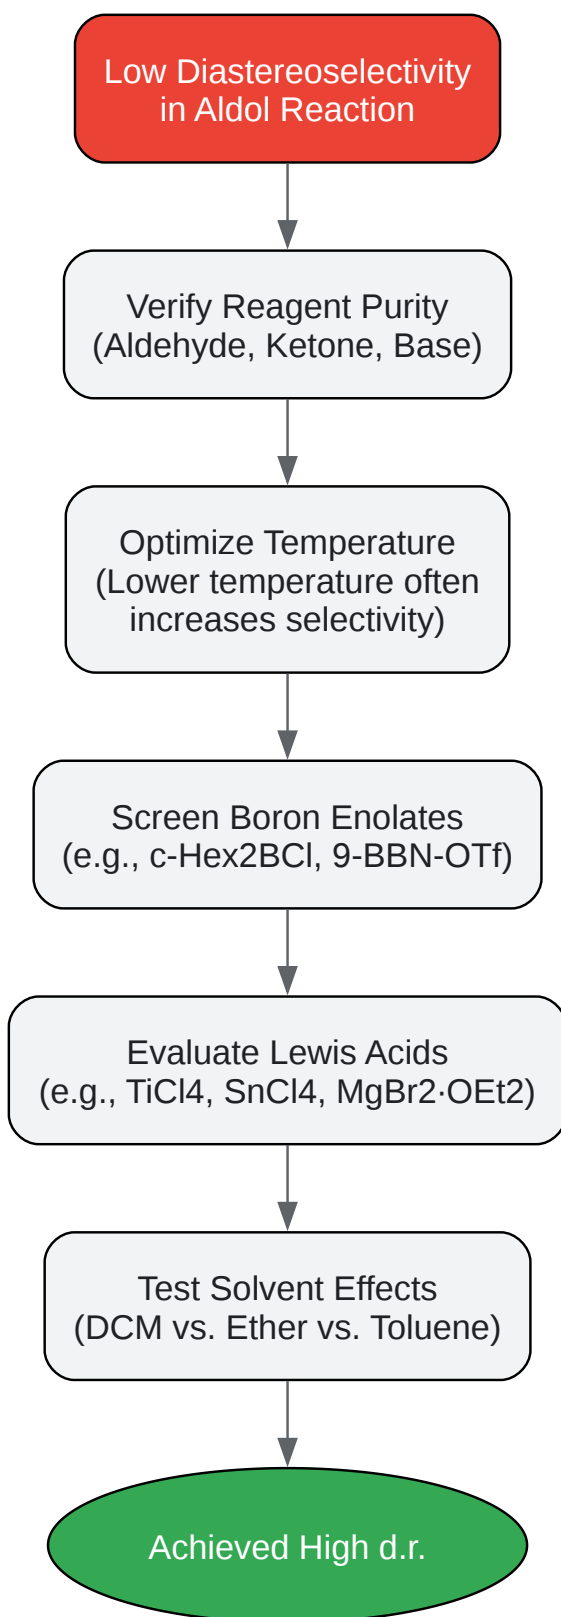 Low Diastereoselectivity
in Aldol Reaction
Verify Reagent Purity
(Aldehyde, Ketone, Base)
Optimize Temperature
(Lower temperature often
increases selectivity)
Screen Boron Enolates
(e.g., c-Hex2BCl, 9-BBN-OTf)
Evaluate Lewis Acids
(e.g., TiCl4, SnCl4, MgBr2·OEt2)
Test Solvent Effects
(DCM vs. Ether vs. Toluene)
Achieved High d.r.